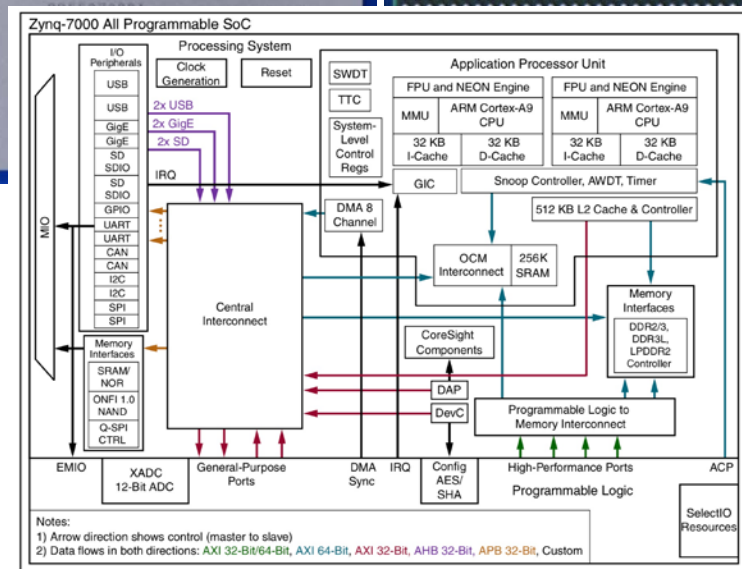 Zynq-7000 All Programmable SoC
Processing System
I/O
Peripherals
USB
USB
GigE
GigE
SD
SDIO
SD
SDIO
GPIO
UART
UART
CAN
CAN
I2C
I2C
SPI
SPI
MIO
Clock
Generation
Reset
2x USB
2x GigE
2x SD
IRQ
SWDT
TTC
System-
Level
Control
Regs
Application Processor Unit
FPU and NEON Engine
MMU
ARM Cortex-A9
CPU
32 KB
I-Cache
32 KB
D-Cache
FPU and NEON Engine
MMU
ARM Cortex-A9
CPU
32 KB
I-Cache
32 KB
D-Cache
GIC
Snoop Controller, AWDT, Timer
DMA 8
Channel
512 KB L2 Cache & Controller
OCM
Interconnect
256K
SRAM
Central
Interconnect
Memory
Interfaces
DDR2/3,
DDR3L,
LPDDR2
Controller
CoreSight
Components
DAP
DevC
Programmable Logic to
Memory Interconnect
Memory
Interfaces
SRAM/
NOR
ONFI 1.0
NAND
Q-SPI
CTRL
EMIO
XADC
12-Bit ADC
General-Purpose
Ports
DMA
Sync
IRQ
Config
AES/
SHA
High-Performance Ports
ACP
Programmable Logic
SelectIO
Resources
Notes:
1) Arrow direction shows control (master to slave)
2) Data flows in both directions: AXI 32-Bit/64-Bit, AXI 64-Bit, AXI 32-Bit, AHB 32-Bit, APB 32-Bit, Custom